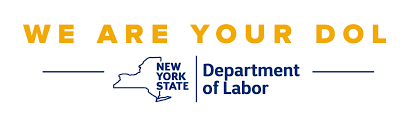 WE ARE YOUR DOL
NEW
YORK
STATE
Department
of Labor